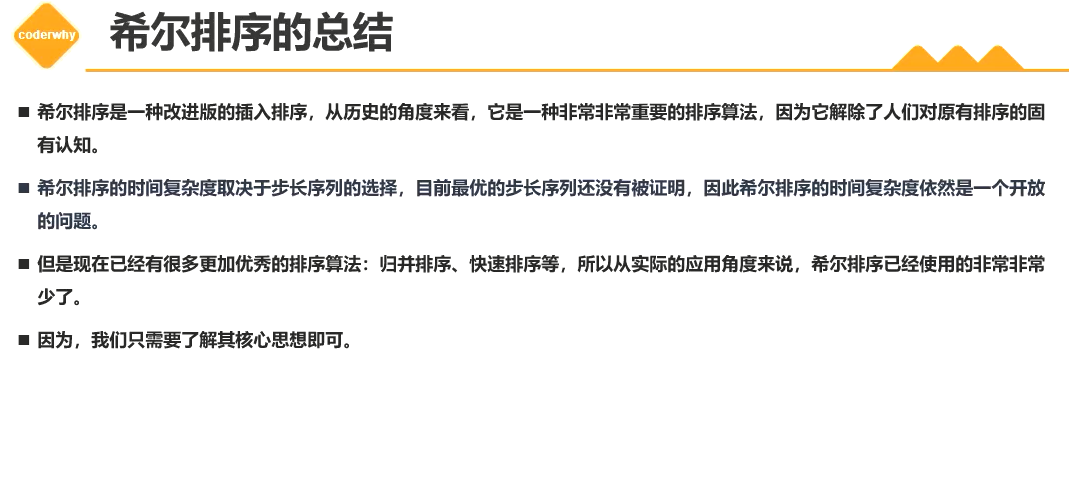 coderwhy
希尔排序的总结
■ 希尔排序是一种改进版的插入排序，从历史的角度来看，它是一种非常非常重要的排序算法，因为它解除了人们对原有排序的固
有认知。
■ 希尔排序的时间复杂度取决于步长序列的选择，目前最优的步长序列还没有被证明，因此希尔排序的时间复杂度依然是一个开放
的问题。
■ 但是现在已经有很多更加优秀的排序算法：归并排序、快速排序等，所以从实际的应用角度来说，希尔排序已经使用的非常非常
少了。
■ 因为，我们只需要了解其核心思想即可。